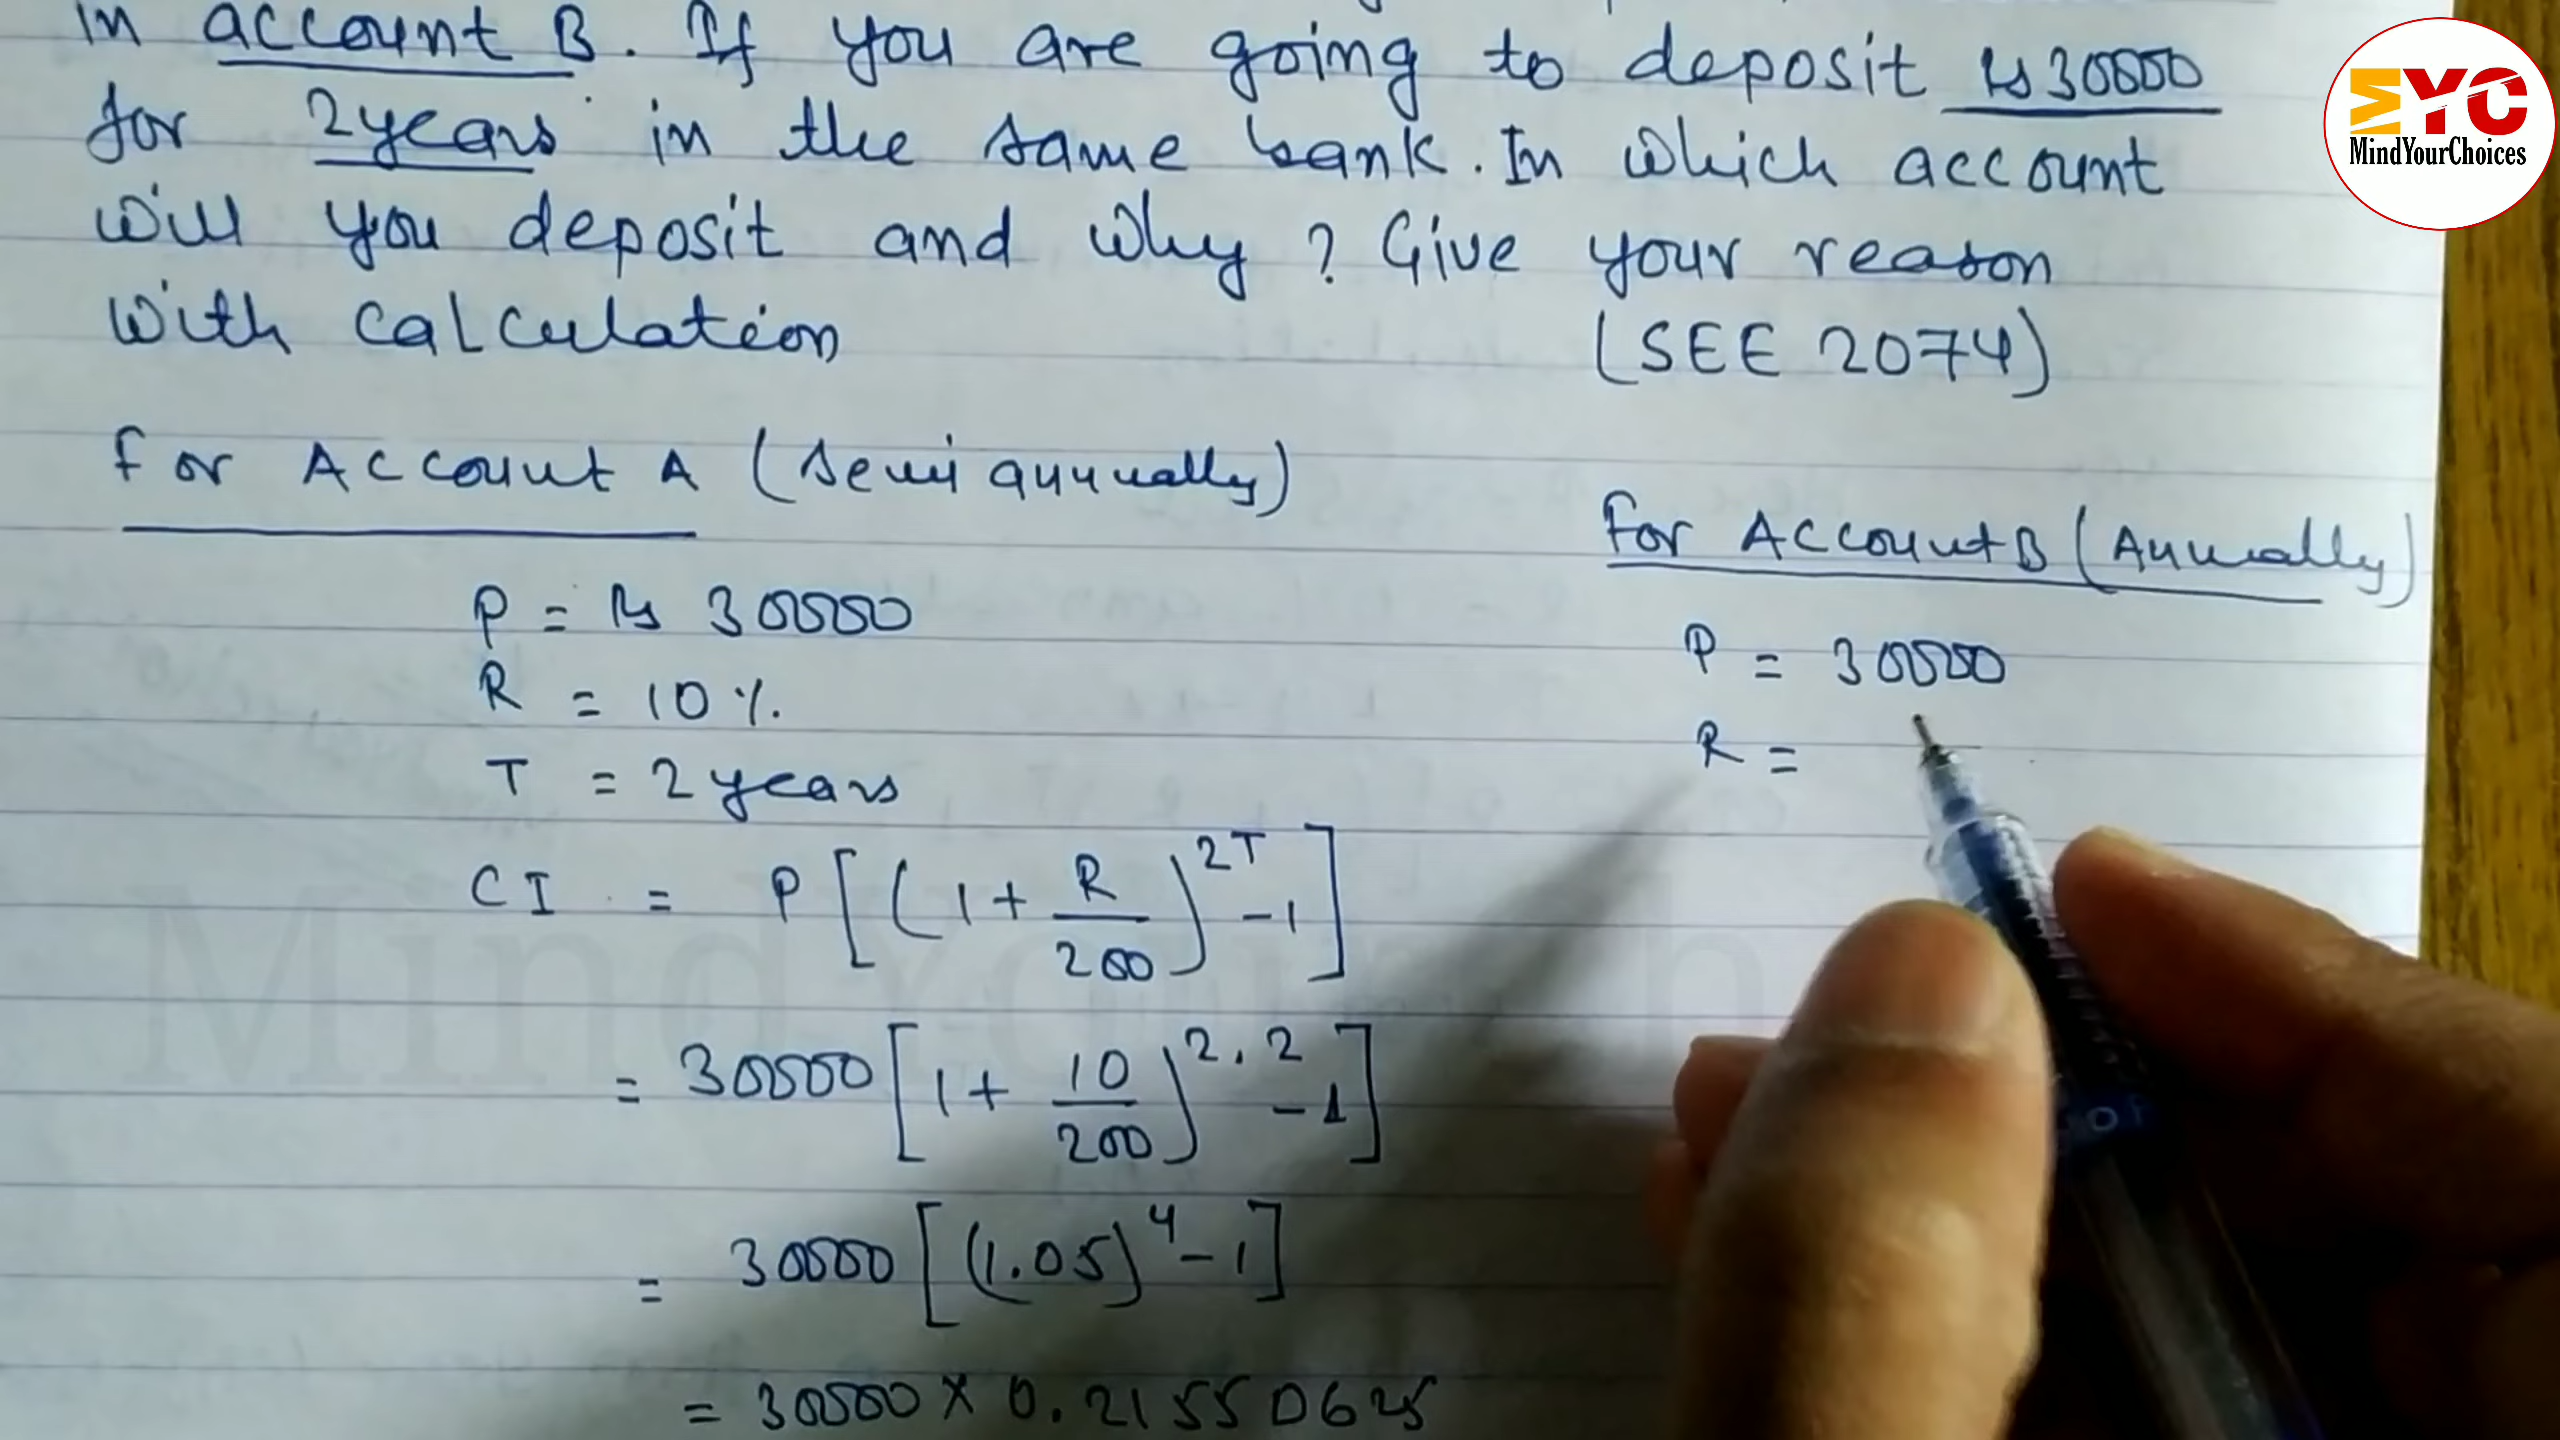 in account B. If you are going to deposit Rs 30000
for 2 years in the same bank. In which account
will you deposit and why? Give your reason
with calculation (SEE 2074)
MYC
MindYourChoices
For Account A (Semi annually)
P = Rs 30000
R = 10%.
T = 2 years
CI = P[(1+R/200)^2T -1]
= 30000[1+10/200)^2.2 -1]
= 30000[(1.05)^4-1]
= 30000 × 0.21550625
For Account B (Annually)
P = 30000
R =